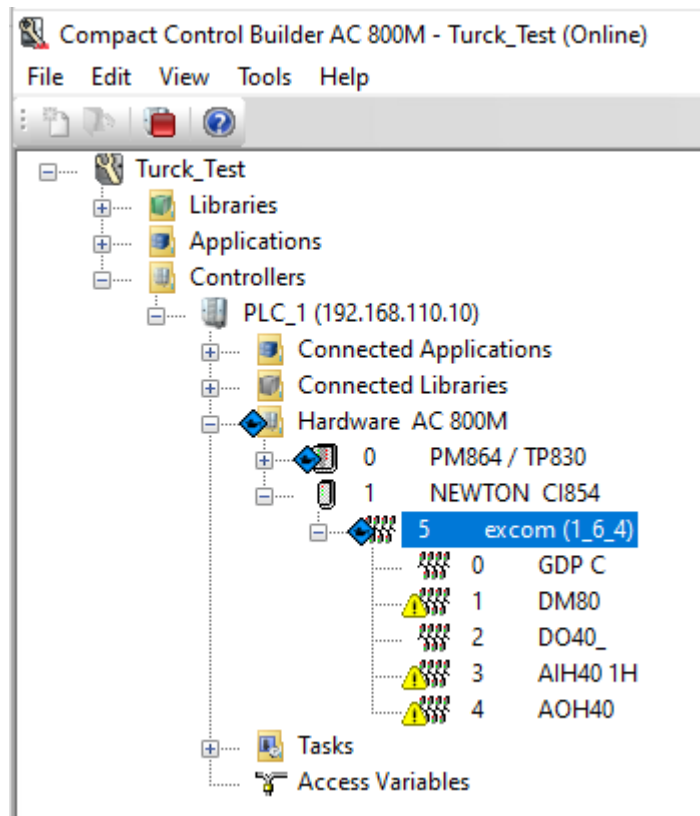 Compact Control Builder AC 800M - Turck_Test (Online)
File Edit View Tools Help
Turck_Test
Libraries
Applications
Controllers
PLC_1 (192.168.110.10)
Connected Applications
Connected Libraries
Hardware AC 800M
0 PM864 / TP830
1 NEWTON CI854
5 excom (1_6_4)
0 GDP C
1 DM80
2 DO40_
3 AIH40 1H
4 AOH40
Tasks
Access Variables